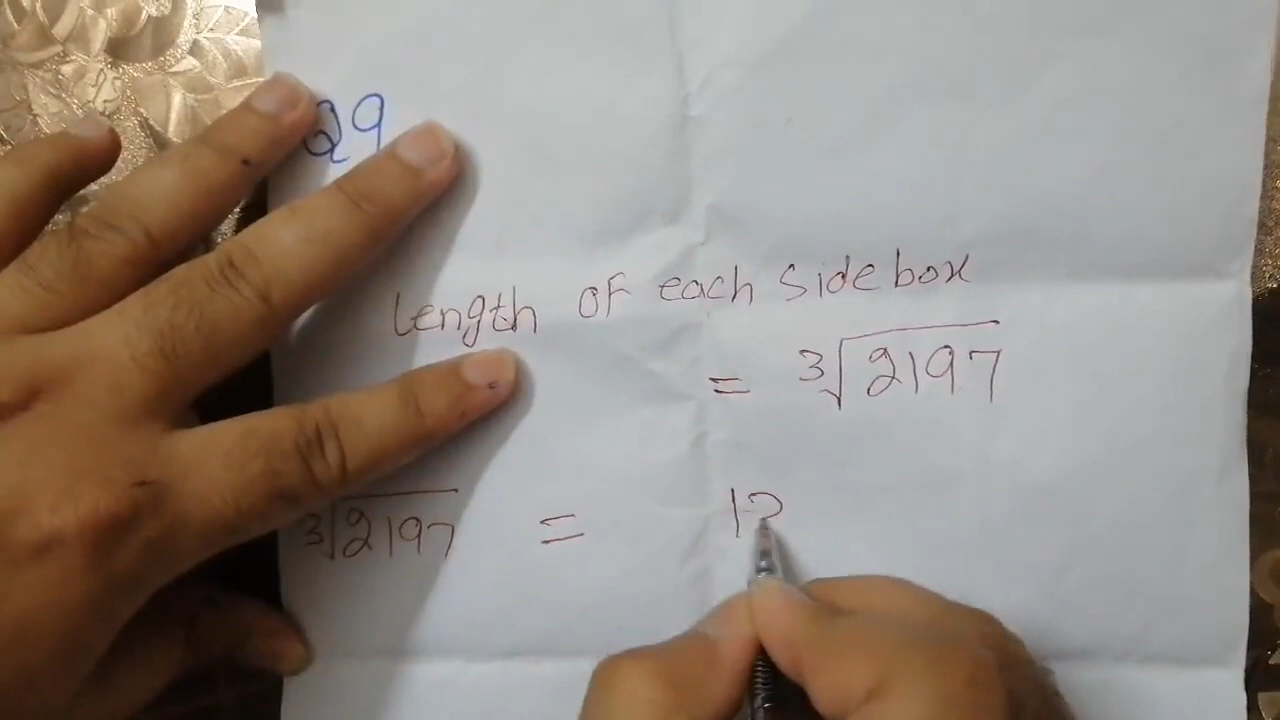 29
Length OF each side box
= ∛2197
∛2197 =